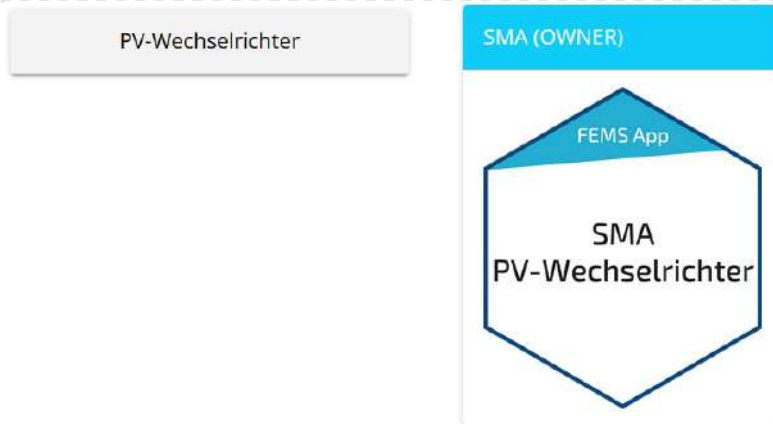 PV-Wechselrichter
SMA (OWNER)
FEMS App
SMA
PV-Wechselrichter